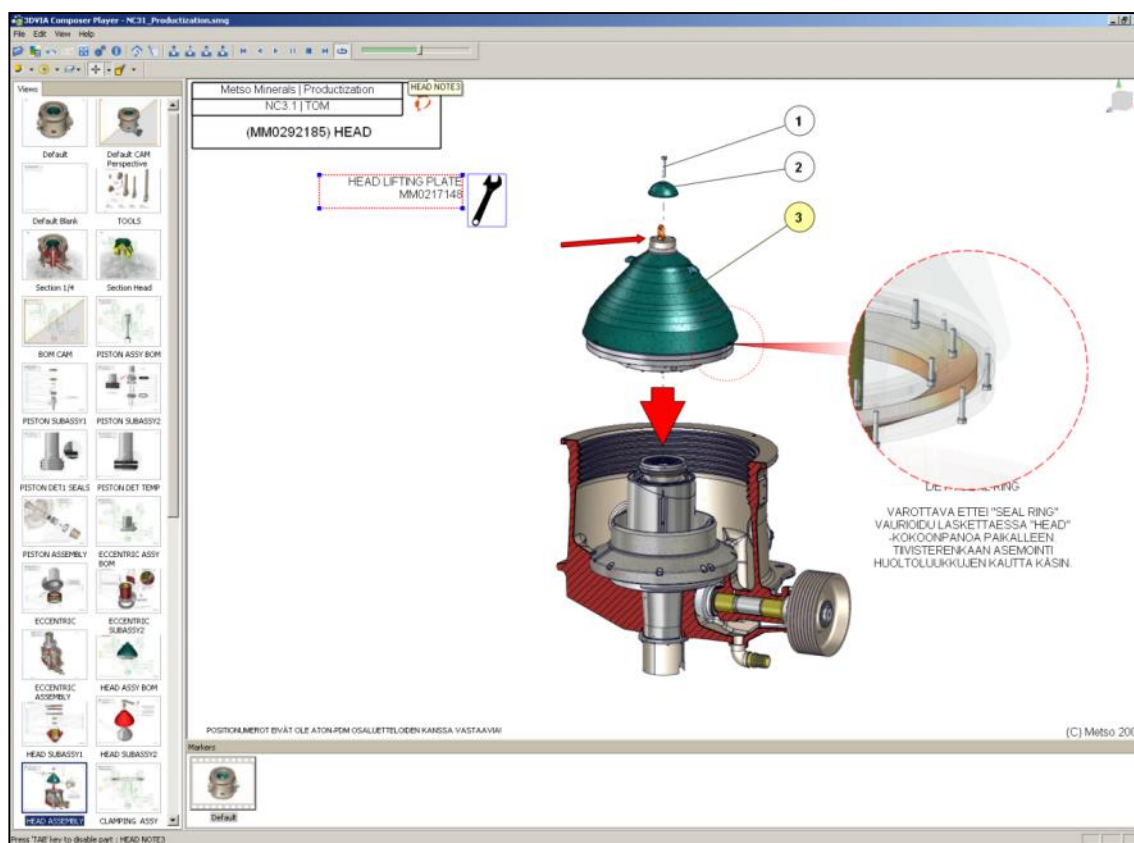 3DVIA Composer Player - NC31_Productization.smg
File Edit View Help
Views
Default
Default CAM
Perspective
Default Blank
TOOLS
Section 1/4
Section Head
BOM CAM
PISTON ASSY BOM
PISTON SUBASSY1
PISTON SUBASSY2
PISTON DET1 SEALS
PISTON DET TEMP
PISTON ASSEMBLY
ECCENTRIC ASSY
BOM
ECCENTRIC
ECCENTRIC
SUBASSY2
ECCENTRIC
ASSEMBLY
HEAD ASSY BOM
HEAD SUBASSY1
HEAD SUBASSY2
HEAD ASSEMBLY
CLAMPING ASSY
Metso Minerals | Productization
NC3.1 | TOM
(MM0292185) HEAD
HEAD NOTE3
HEAD LIFTING PLATE
MM0217148
1
2
3
VAROTTAVA ETTEI "SEAL RING"
VAURIOIDU LASKETTAESSA "HEAD"
-KOKOONPANOA PAIKALLEEN.
TIIVISTERENKAAN ASEMOINTI
HUOLTOLUUKKUJEN KAUTTA KÄSIN.
POSITIONUMEROT EIVÄT OLE ATON-PDM OSALUETTELOIDEN KANSSA VASTAAVIA!
(C) Metso 200
Markers
Default
Press 'TAB' key to disable part : HEAD NOTE3